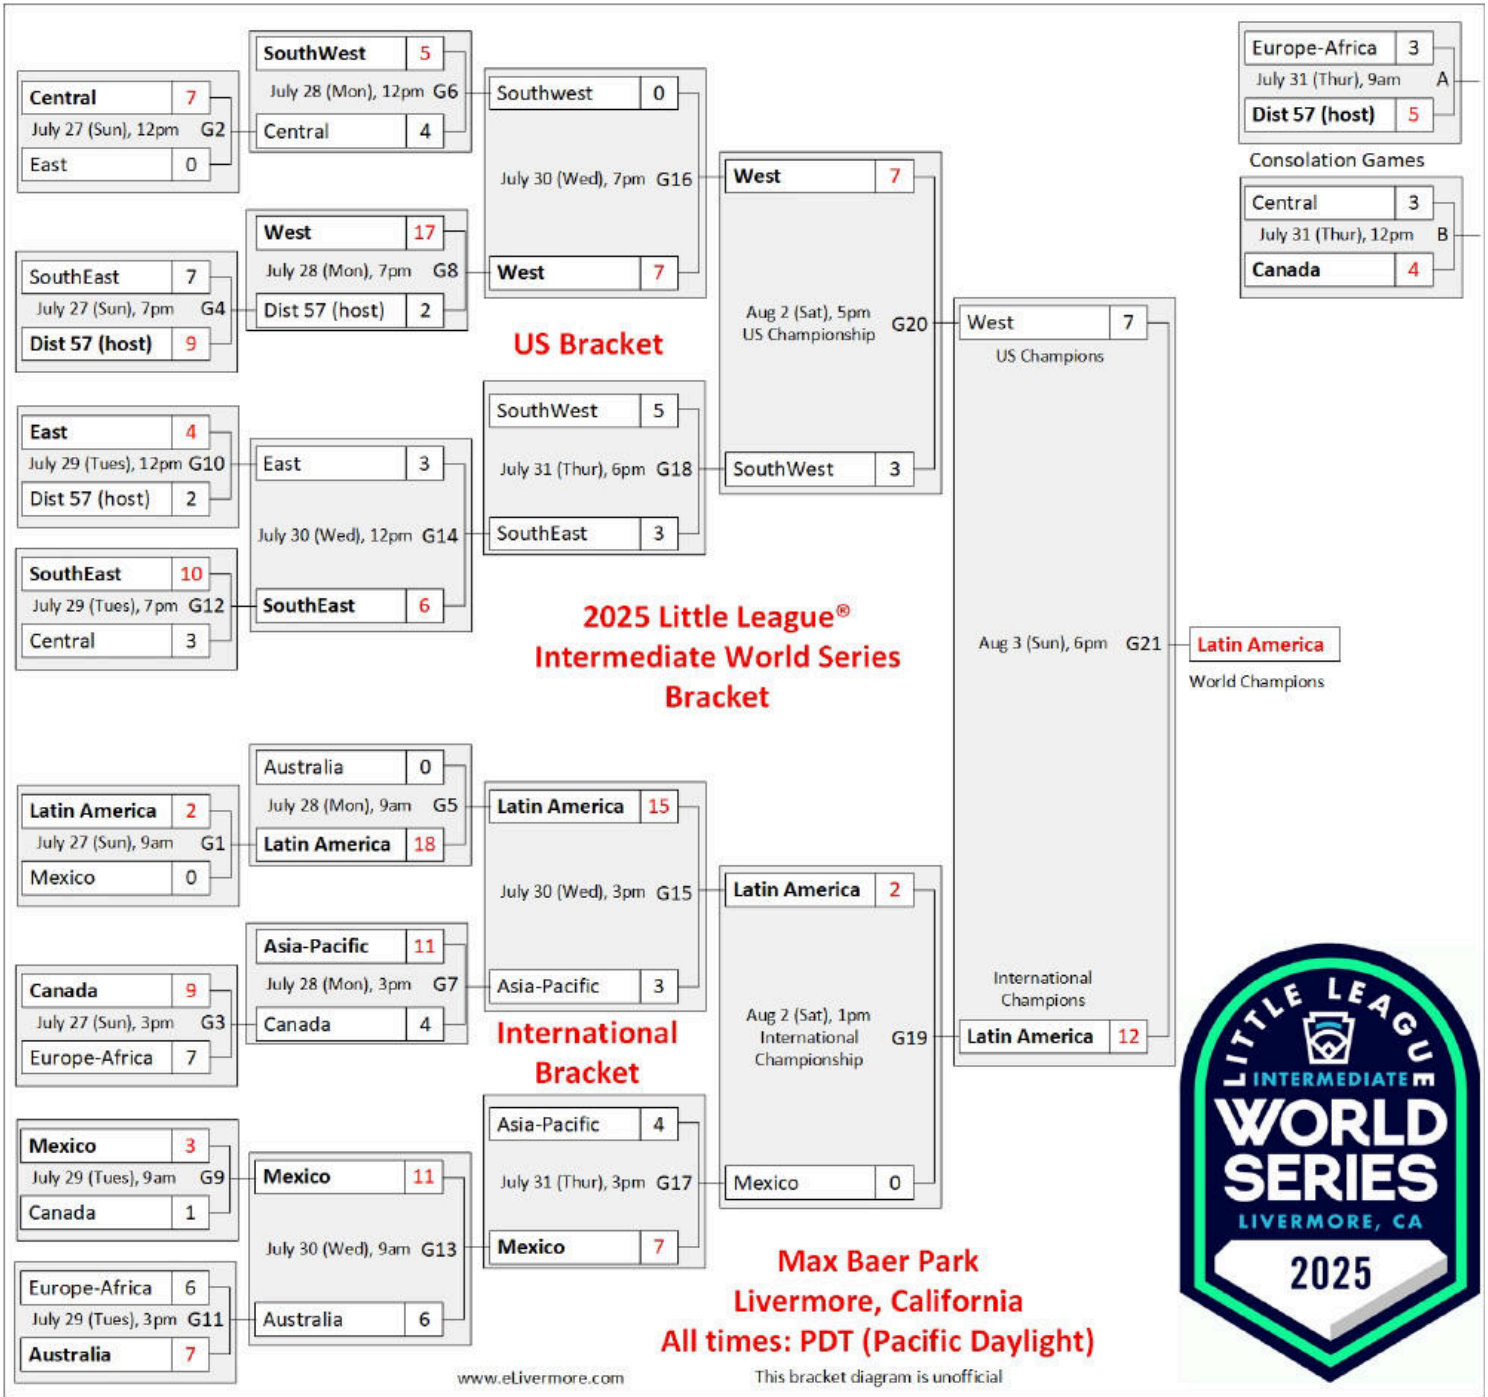 SouthWest 5
July 28 (Mon), 12pm G6
Central 4
Central 7
July 27 (Sun), 12pm G2
East 0
Southwest 0
July 30 (Wed), 7pm G16
West 7
West 17
July 28 (Mon), 7pm G8
Dist 57 (host) 2
SouthEast 7
July 27 (Sun), 7pm G4
Dist 57 (host) 9
US Bracket
West 7
Aug 2 (Sat), 5pm
US Championship
G20
SouthWest 3
East 4
July 29 (Tues), 12pm G10
Dist 57 (host) 2
East 3
July 30 (Wed), 12pm G14
SouthEast 6
SouthWest 5
July 31 (Thur), 6pm G18
SouthEast 3
SouthEast 10
July 29 (Tues), 7pm G12
Central 3
Europe-Africa 3
July 31 (Thur), 9am A
Dist 57 (host) 5
Consolation Games
Central 3
July 31 (Thur), 12pm B
Canada 4
West 7
US Champions
Aug 3 (Sun), 6pm G21
Latin America
World Champions
International
Champions
Latin America 12
2025 Little League®
Intermediate World Series
Bracket
Australia 0
July 28 (Mon), 9am G5
Latin America 18
Latin America 2
July 27 (Sun), 9am G1
Mexico 0
Latin America 15
July 30 (Wed), 3pm G15
Asia-Pacific 3
Asia-Pacific 11
July 28 (Mon), 3pm G7
Canada 4
Canada 9
July 27 (Sun), 3pm G3
Europe-Africa 7
International
Bracket
Latin America 2
Aug 2 (Sat), 1pm
International
Championship
G19
Mexico 0
Mexico 3
July 29 (Tues), 9am G9
Canada 1
Mexico 11
July 30 (Wed), 9am G13
Australia 6
Asia-Pacific 4
July 31 (Thur), 3pm G17
Mexico 7
Europe-Africa 6
July 29 (Tues), 3pm G11
Australia 7
Max Baer Park
Livermore, California
All times: PDT (Pacific Daylight)
www.eLivermore.com
This bracket diagram is unofficial
LITTLE LEAGUE
INTERMEDIATE
WORLD
SERIES
LIVERMORE, CA
2025